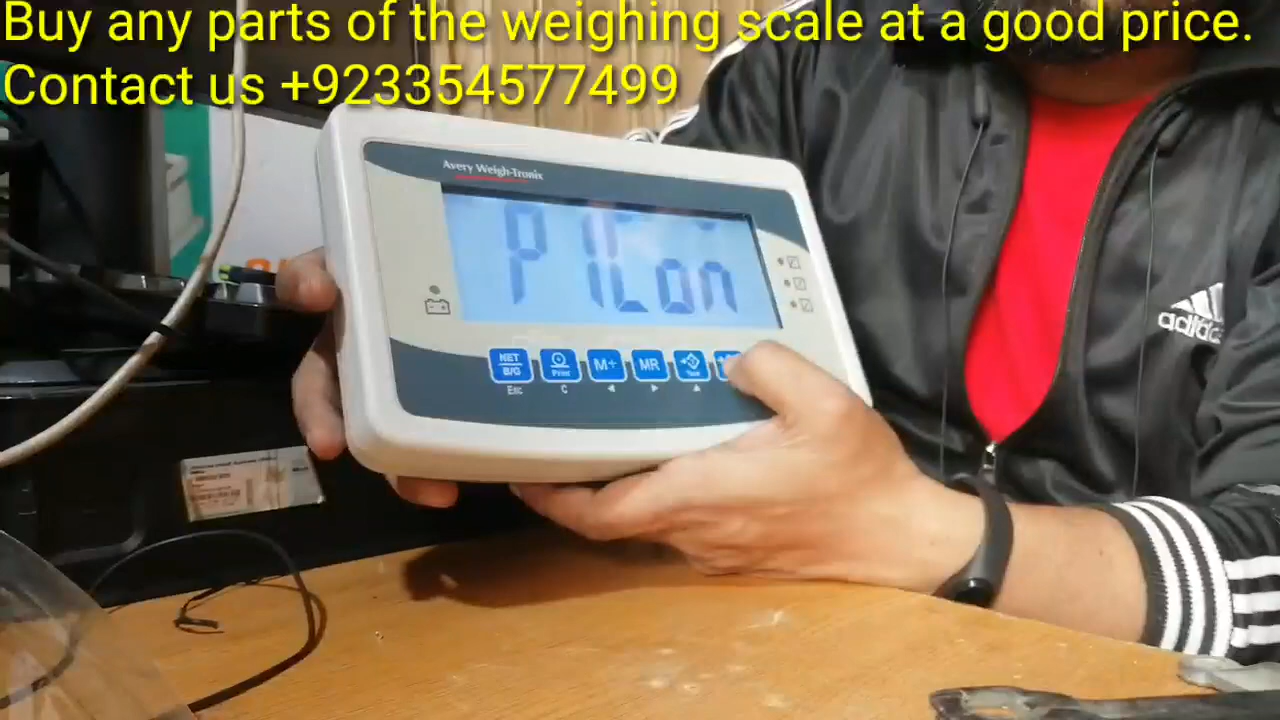 Buy any parts of the weighing scale at a good price.
Contact us +923354577499
Avery Weigh-Tronix
P1Lon
NET
B/G
Print
M+
MR
Tare
Esc
C
adidas